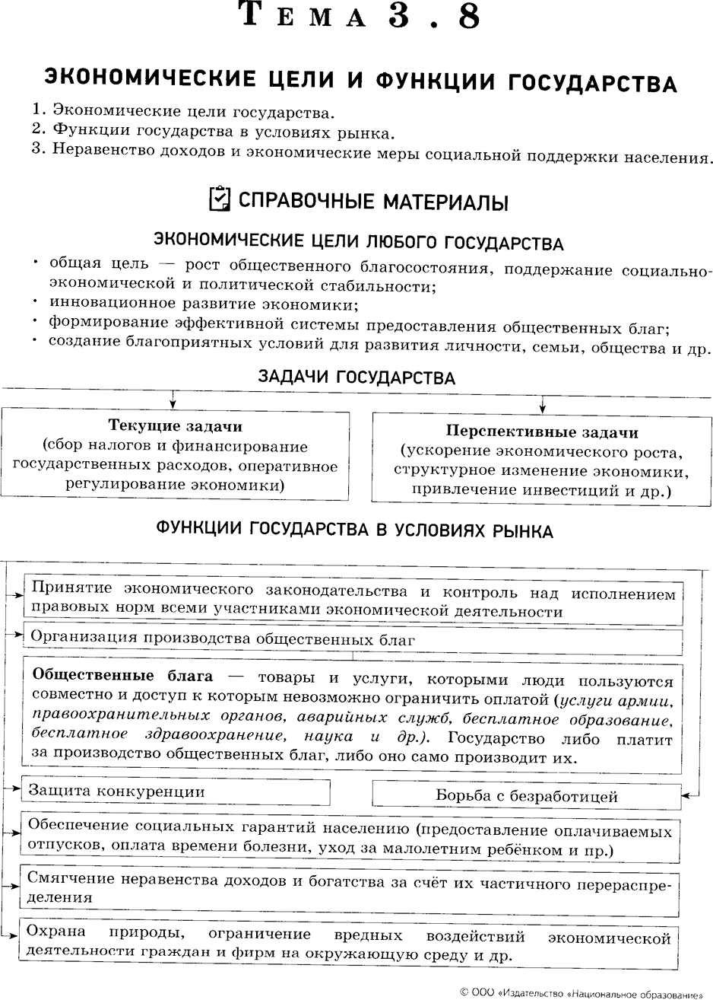 ТЕМА 3.8
ЭКОНОМИЧЕСКИЕ ЦЕЛИ И ФУНКЦИИ ГОСУДАРСТВА
1. Экономические цели государства.
2. Функции государства в условиях рынка.
3. Неравенство доходов и экономические меры социальной поддержки населения.
СПРАВОЧНЫЕ МАТЕРИАЛЫ
ЭКОНОМИЧЕСКИЕ ЦЕЛИ ЛЮБОГО ГОСУДАРСТВА
• общая цель — рост общественного благосостояния, поддержание социально-
экономической и политической стабильности;
• инновационное развитие экономики;
• формирование эффективной системы предоставления общественных благ;
• создание благоприятных условий для развития личности, семьи, общества и др.
ЗАДАЧИ ГОСУДАРСТВА
Текущие задачи
(сбор налогов и финансирование
государственных расходов, оперативное
регулирование экономики)
Перспективные задачи
(ускорение экономического роста,
структурное изменение экономики,
привлечение инвестиций и др.)
ФУНКЦИИ ГОСУДАРСТВА В УСЛОВИЯХ РЫНКА
Принятие экономического законодательства и контроль над исполнением
правовых норм всеми участниками экономической деятельности
Организация производства общественных благ
Общественные блага — товары и услуги, которыми люди пользуются
совместно и доступ к которым невозможно ограничить оплатой (услуги армии,
правоохранительных органов, аварийных служб, бесплатное образование,
бесплатное здравоохранение, наука и др.). Государство либо платит
за производство общественных благ, либо оно само производит их.
Защита конкуренции
Борьба с безработицей
Обеспечение социальных гарантий населению (предоставление оплачиваемых
отпусков, оплата времени болезни, уход за малолетним ребёнком и пр.)
Смягчение неравенства доходов и богатства за счёт их частичного перераспре-
деления
Охрана природы, ограничение вредных воздействий экономической
деятельности граждан и фирм на окружающую среду и др.
© ООО «Издательство «Национальное образование»